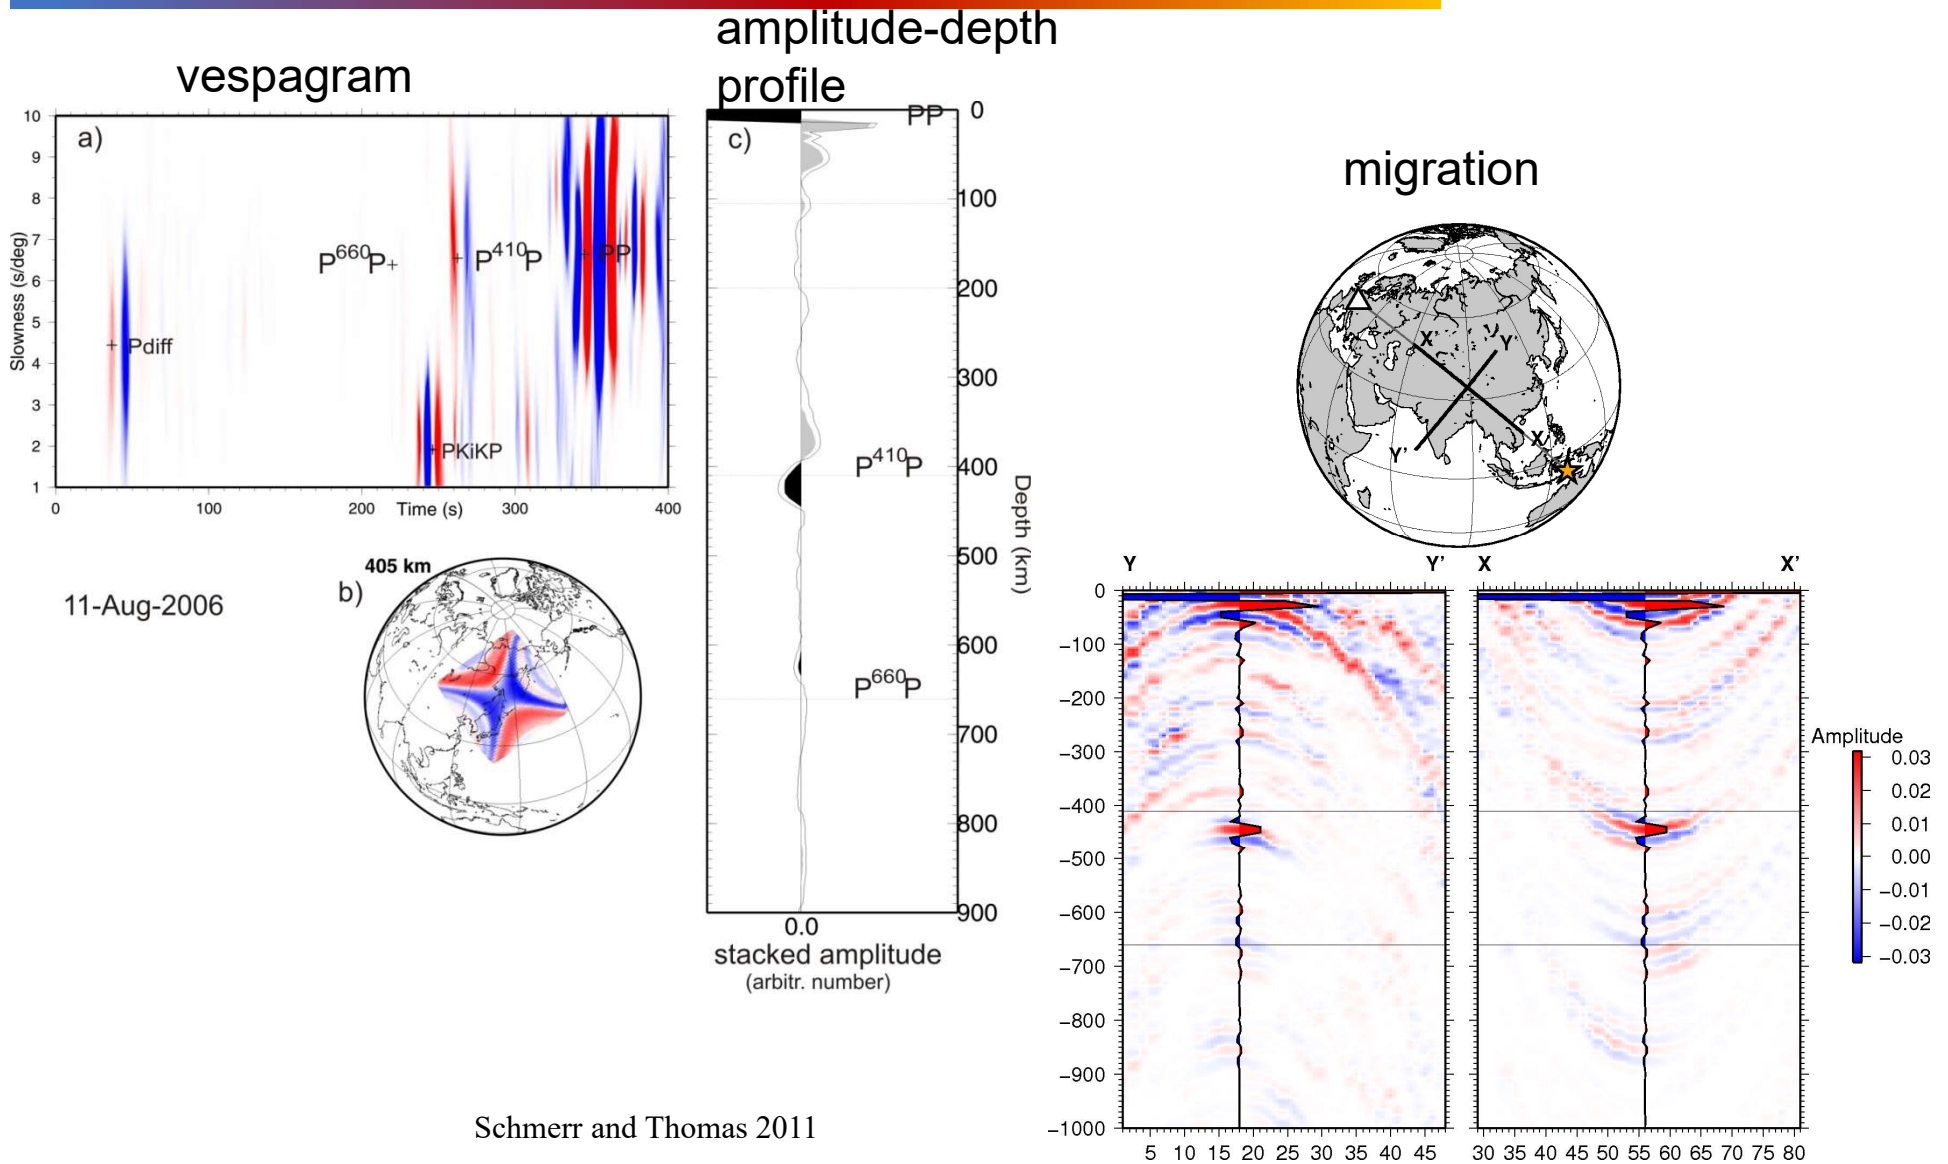 vespagram
a)
10
9
8
7
6
5
4
3
2
1
Slowness (s/deg)
P660P
P410P
PP
Pdiff
PKiKP
0
100
200
Time (s)
300
400
11-Aug-2006
b)
405 km
amplitude-depth
profile
c)
PP
P410P
P660P
0
100
200
300
400
500
600
700
800
900
Depth (km)
0.0
stacked amplitude
(arbitr. number)
migration
X'
Y'
Y'
X
Y
Y'
X
X'
0
−100
−200
−300
−400
−500
−600
−700
−800
−900
−1000
5 10 15 20 25 30 35 40 45
30 35 40 45 50 55 60 65 70 75 80
Amplitude
0.03
0.02
0.01
0.00
−0.01
−0.02
−0.03
Schmerr and Thomas 2011